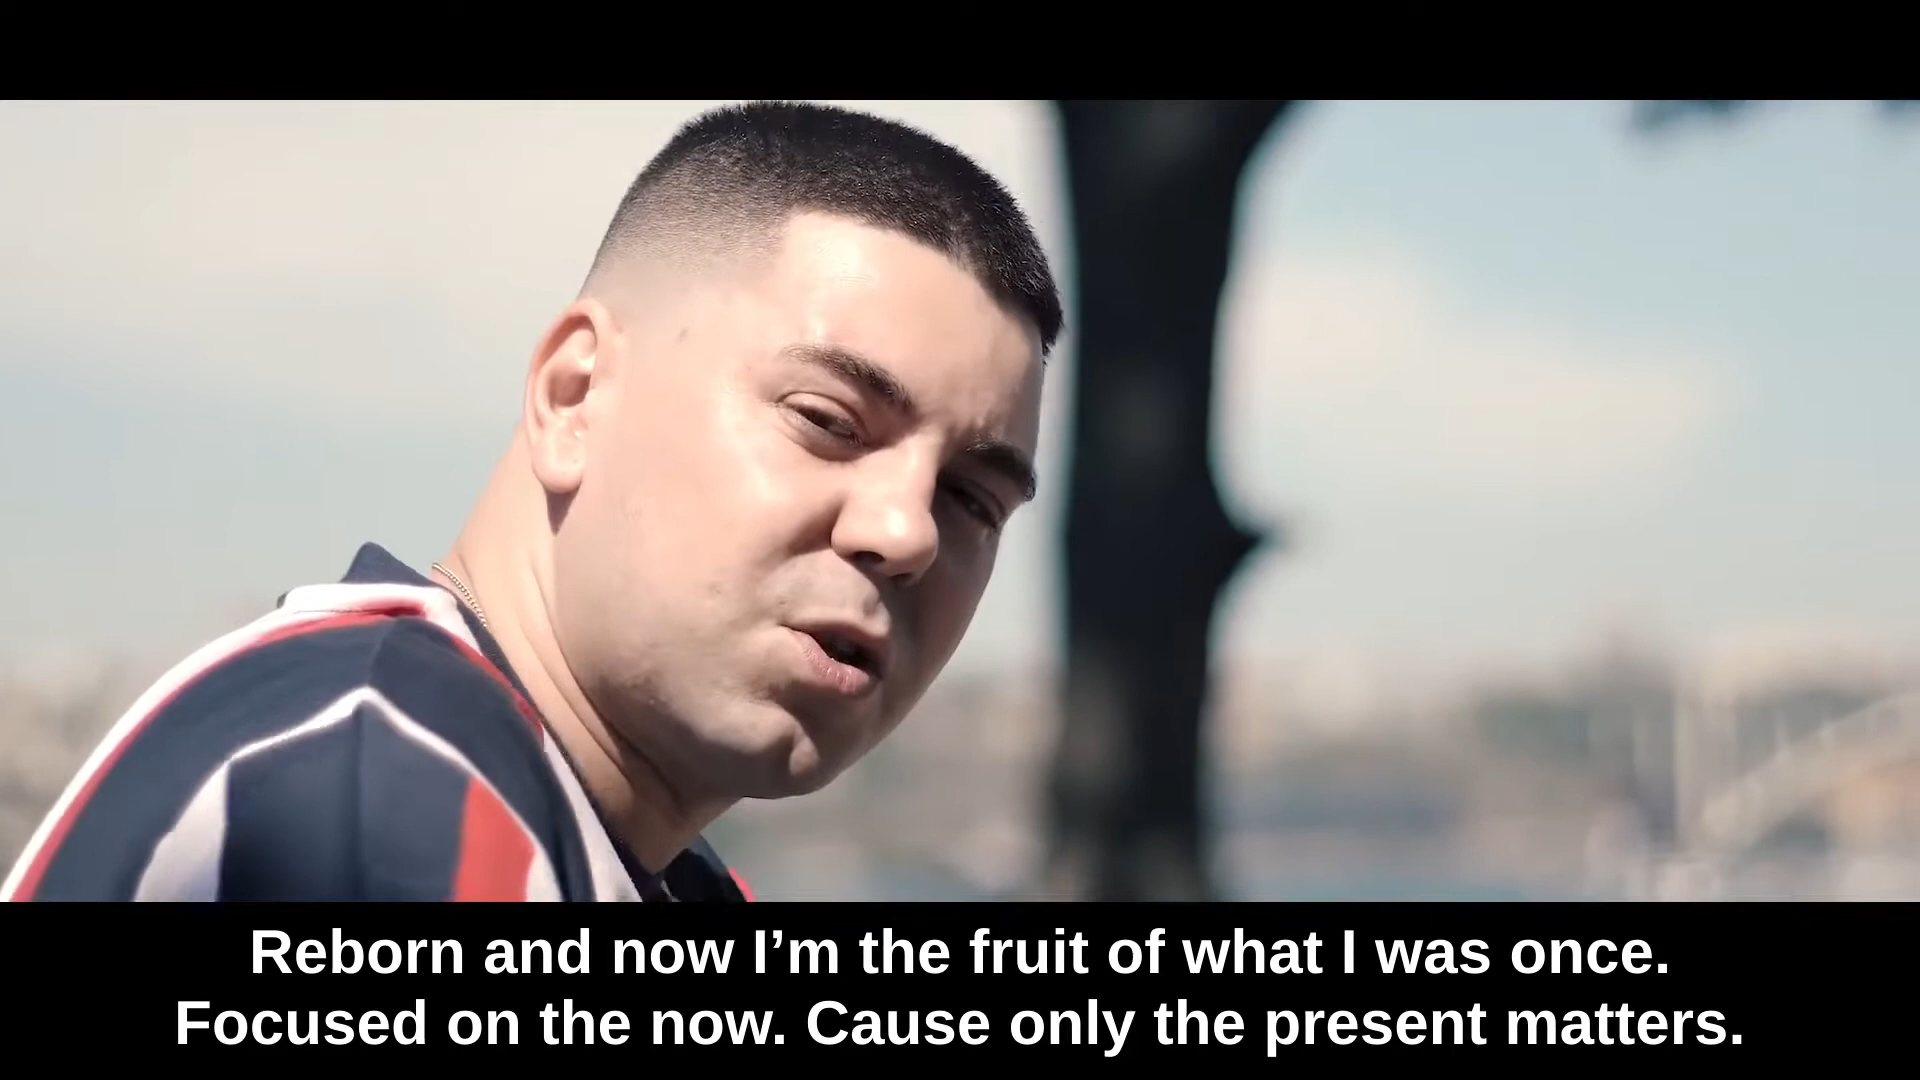 Reborn and now I’m the fruit of what I was once.
Focused on the now. Cause only the present matters.